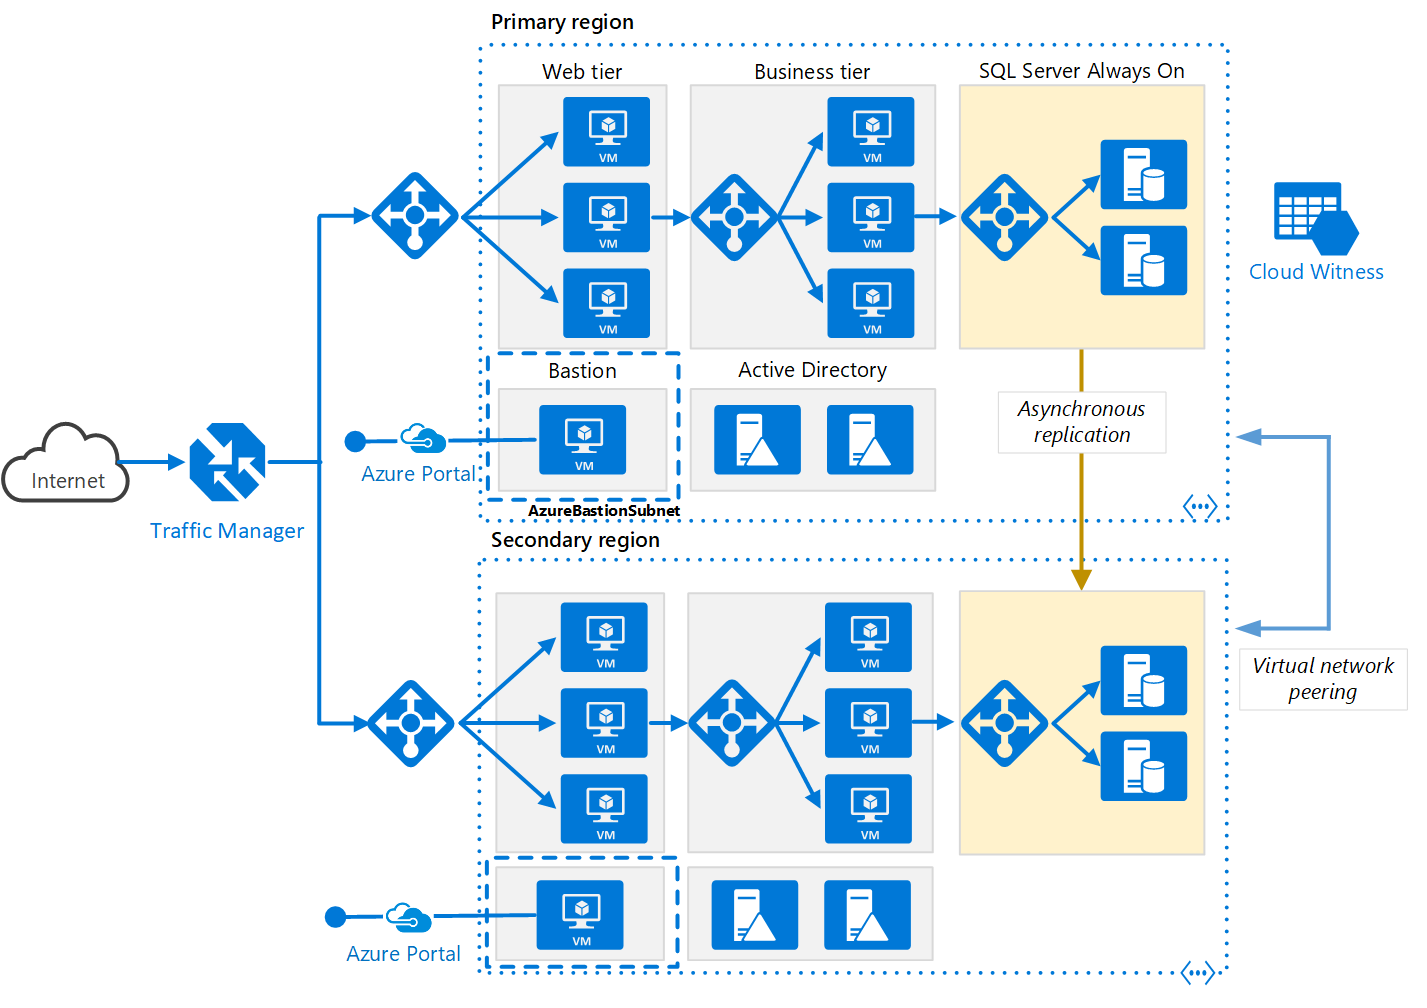 Primary region
Web tier
Business tier
SQL Server Always On
VM
VM
VM
VM
VM
VM
Cloud Witness
Bastion
Active Directory
VM
Azure Portal
AzureBastionSubnet
Asynchronous
replication
Internet
Traffic Manager
Secondary region
VM
VM
VM
VM
VM
VM
Virtual network
peering
VM
Azure Portal